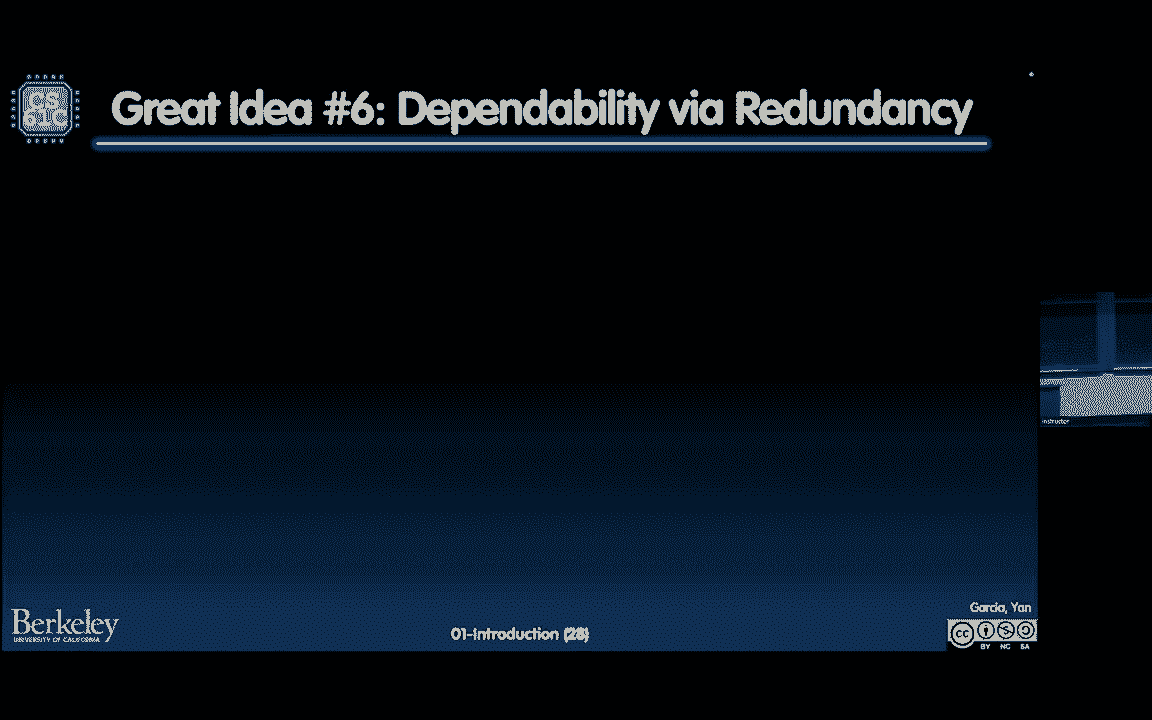 CS
61C
Great Idea #6: Dependability via Redundancy
instructor
Berkeley
UNIVERSITY OF CALIFORNIA
01-Introduction (28)
Garcia, Yan
CC
BY NC SA